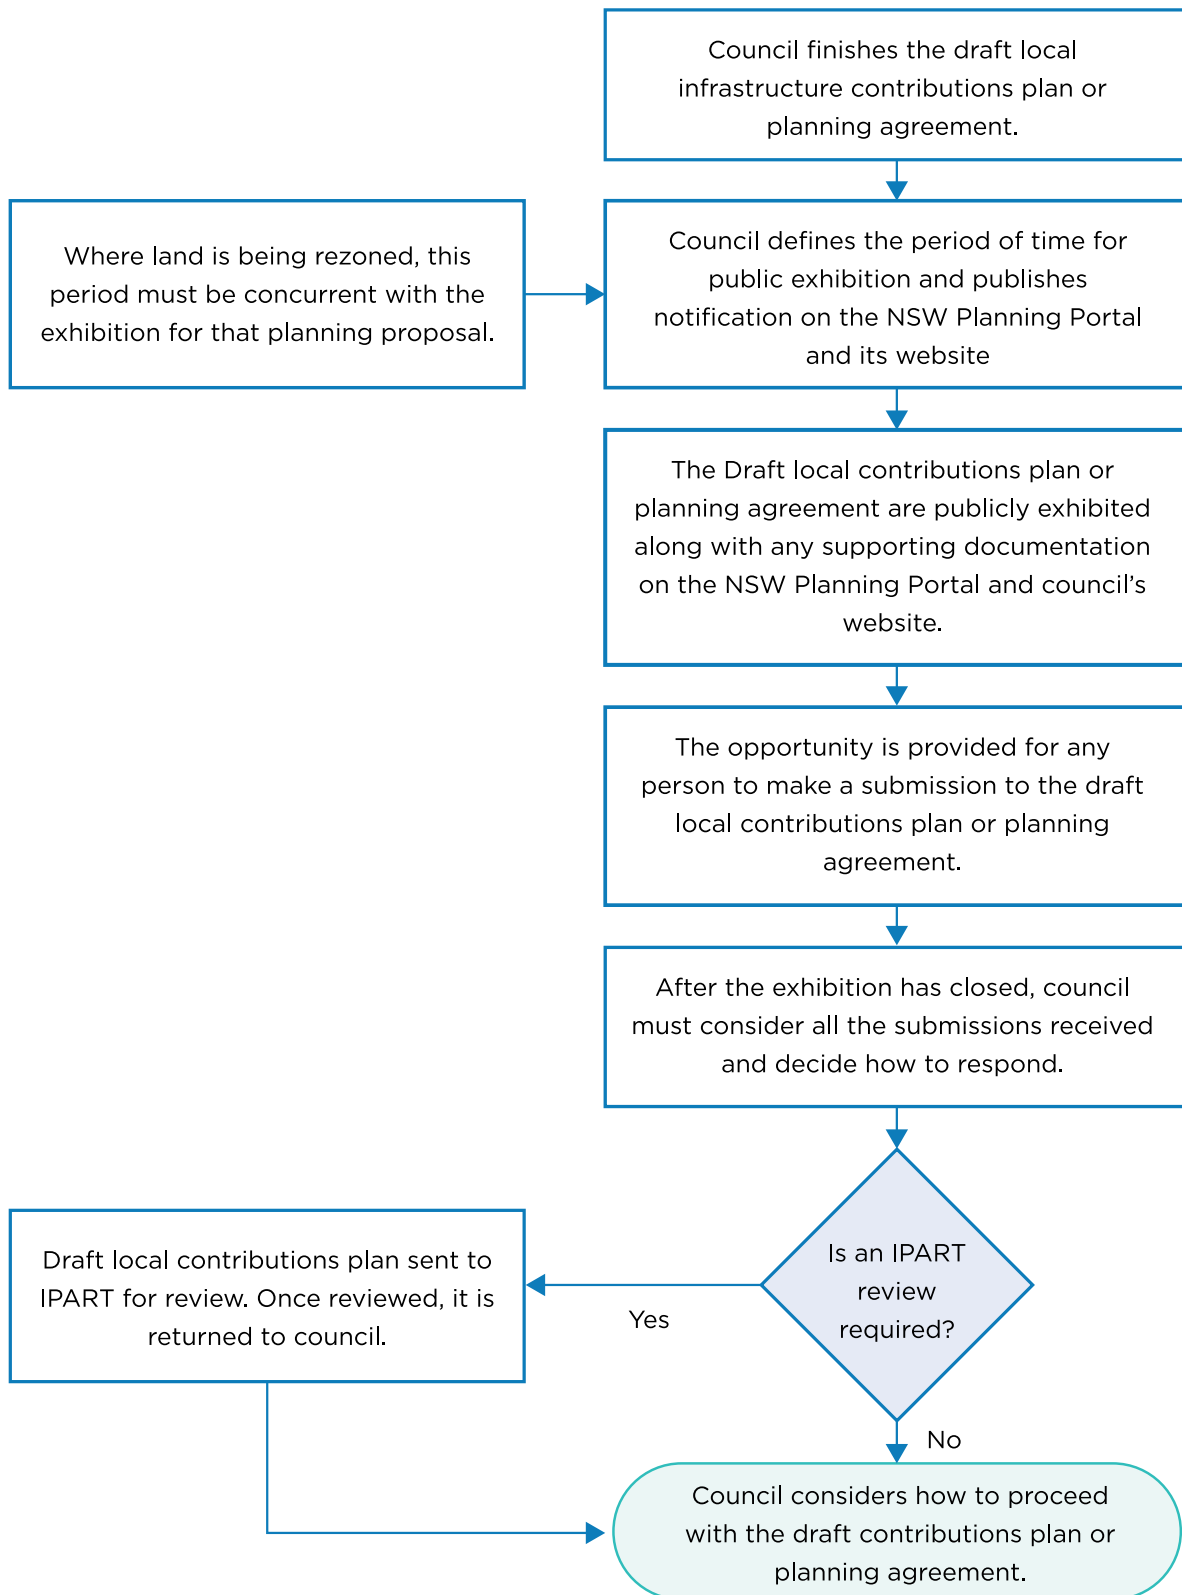 Council finishes the draft local
infrastructure contributions plan or
planning agreement.
Where land is being rezoned, this
period must be concurrent with the
exhibition for that planning proposal.
Council defines the period of time for
public exhibition and publishes
notification on the NSW Planning Portal
and its website
The Draft local contributions plan or
planning agreement are publicly exhibited
along with any supporting documentation
on the NSW Planning Portal and council’s
website.
The opportunity is provided for any
person to make a submission to the draft
local contributions plan or planning
agreement.
After the exhibition has closed, council
must consider all the submissions received
and decide how to respond.
Is an IPART
review
required?
Yes
Draft local contributions plan sent to
IPART for review. Once reviewed, it is
returned to council.
No
Council considers how to proceed
with the draft contributions plan or
planning agreement.